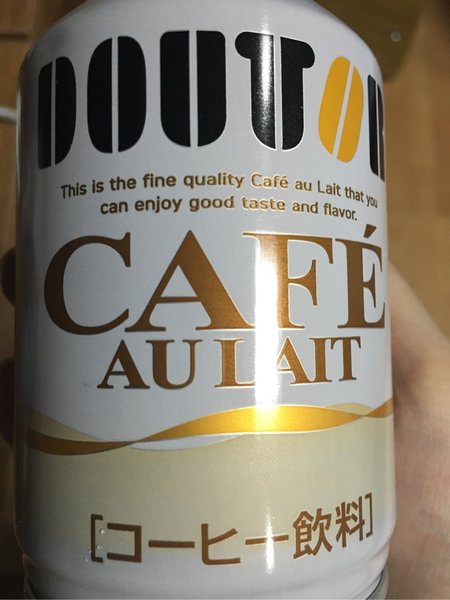 DOUTOR
This is the fine quality Café au Lait that you
can enjoy good taste and flavor.
CAFÉ
AU LAIT
[コーヒー飲料]